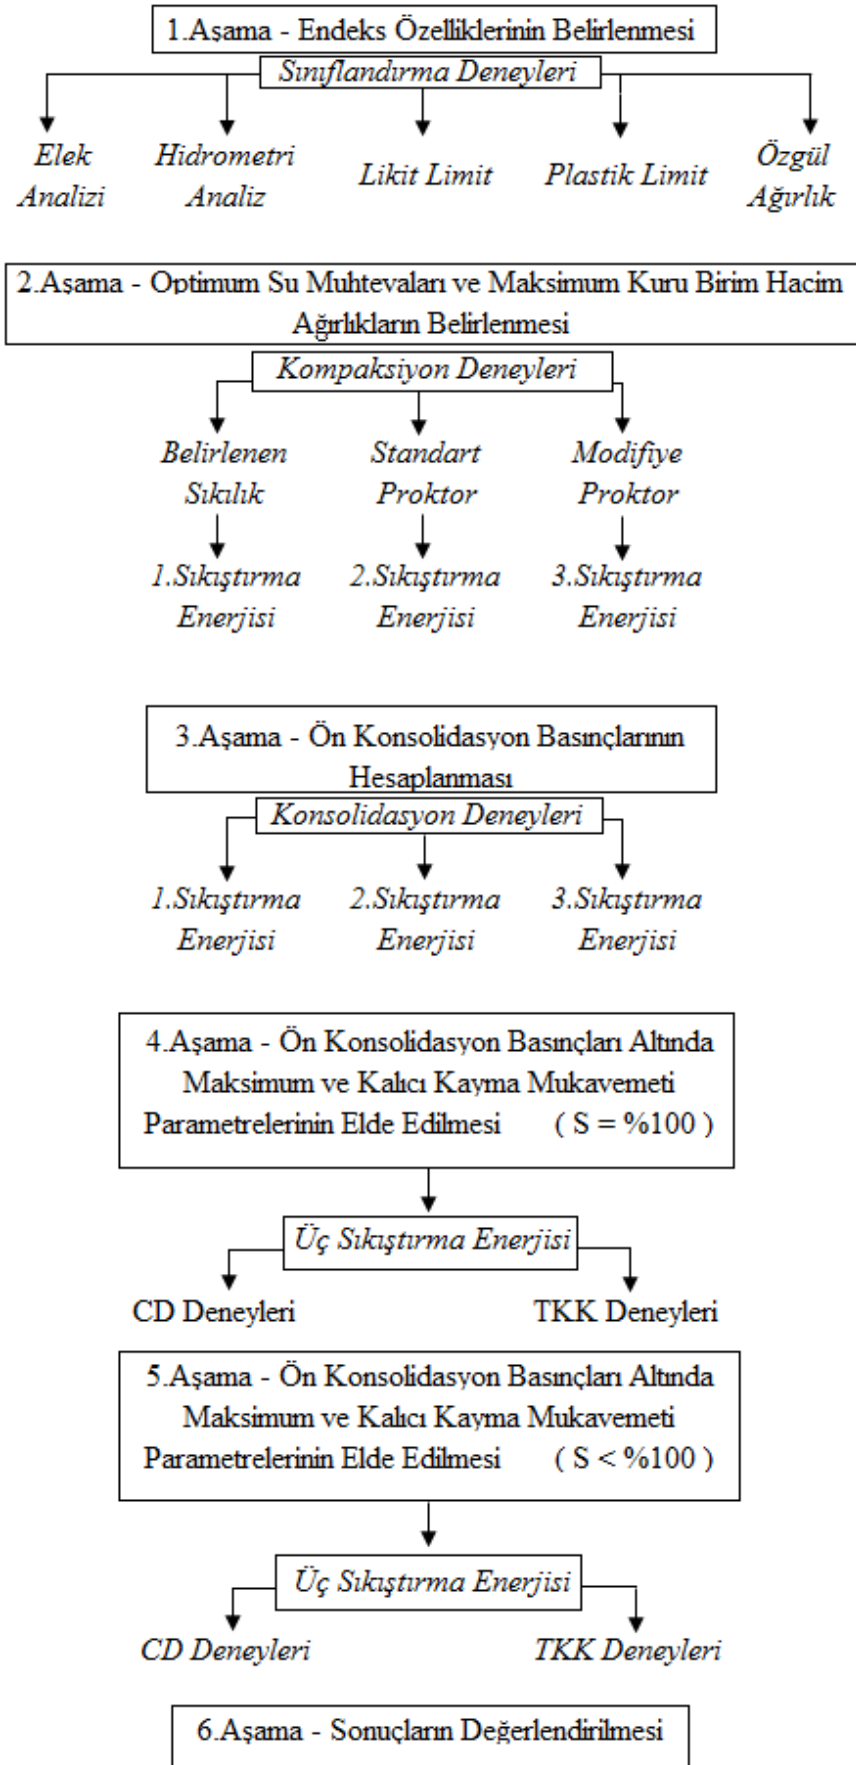 1.Aşama - Endeks Özelliklerinin Belirlenmesi
Sınıflandırma Deneyleri
Elek
Analizi
Hidrometri
Analiz
Likit Limit
Plastik Limit
Özgül
Ağırlık
2.Aşama - Optimum Su Muhtevaları ve Maksimum Kuru Birim Hacim
Ağırlıkların Belirlenmesi
Kompaksiyon Deneyleri
Belirlenen
Sıkılık
Standart
Proktor
Modifiye
Proktor
1.Sıkıştırma
Enerjisi
2.Sıkıştırma
Enerjisi
3.Sıkıştırma
Enerjisi
3.Aşama - Ön Konsolidasyon Basınçlarının
Hesaplanması
Konsolidasyon Deneyleri
1.Sıkıştırma
Enerjisi
2.Sıkıştırma
Enerjisi
3.Sıkıştırma
Enerjisi
4.Aşama - Ön Konsolidasyon Basınçları Altında
Maksimum ve Kalıcı Kayma Mukavemeti
Parametrelerinin Elde Edilmesi ( S = %100 )
Üç Sıkıştırma Enerjisi
CD Deneyleri
TKK Deneyleri
5.Aşama - Ön Konsolidasyon Basınçları Altında
Maksimum ve Kalıcı Kayma Mukavemeti
Parametrelerinin Elde Edilmesi ( S < %100 )
Üç Sıkıştırma Enerjisi
CD Deneyleri
TKK Deneyleri
6.Aşama - Sonuçların Değerlendirilmesi